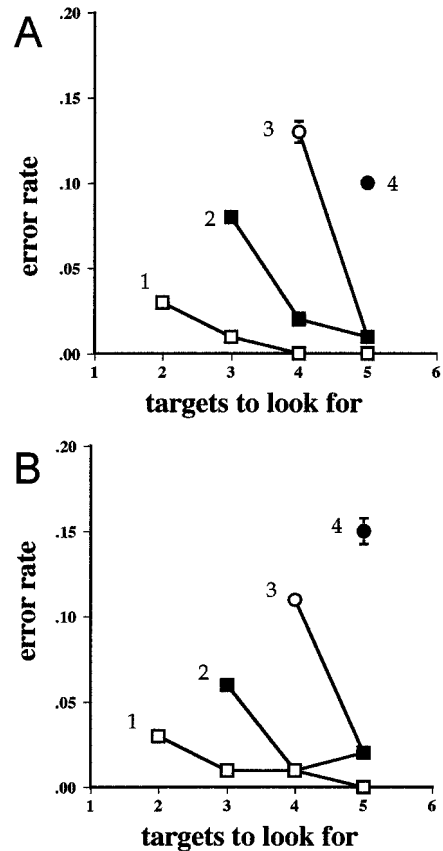 A
.20
.15
.10
.05
.00
error rate
1
2
3
4
1 2 3 4 5 6
targets to look for
B
.20
.15
.10
.05
.00
error rate
1
2
3
4
1 2 3 4 5 6
targets to look for